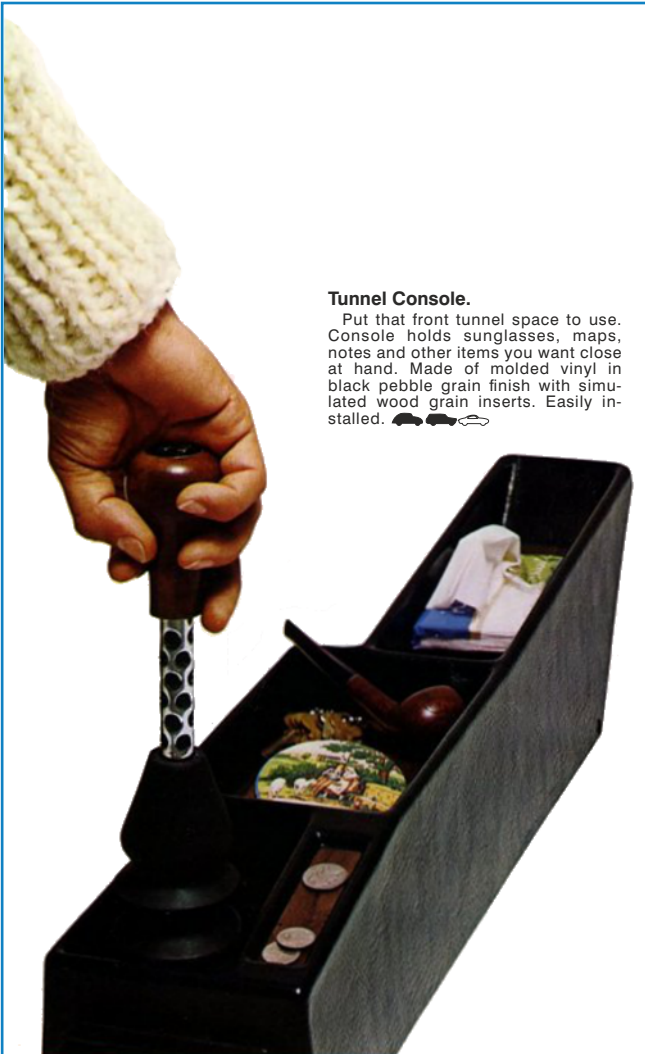 Tunnel Console.
Put that front tunnel space to use.
Console holds sunglasses, maps,
notes and other items you want close
at hand. Made of molded vinyl in
black pebble grain finish with simu-
lated wood grain inserts. Easily in-
stalled.